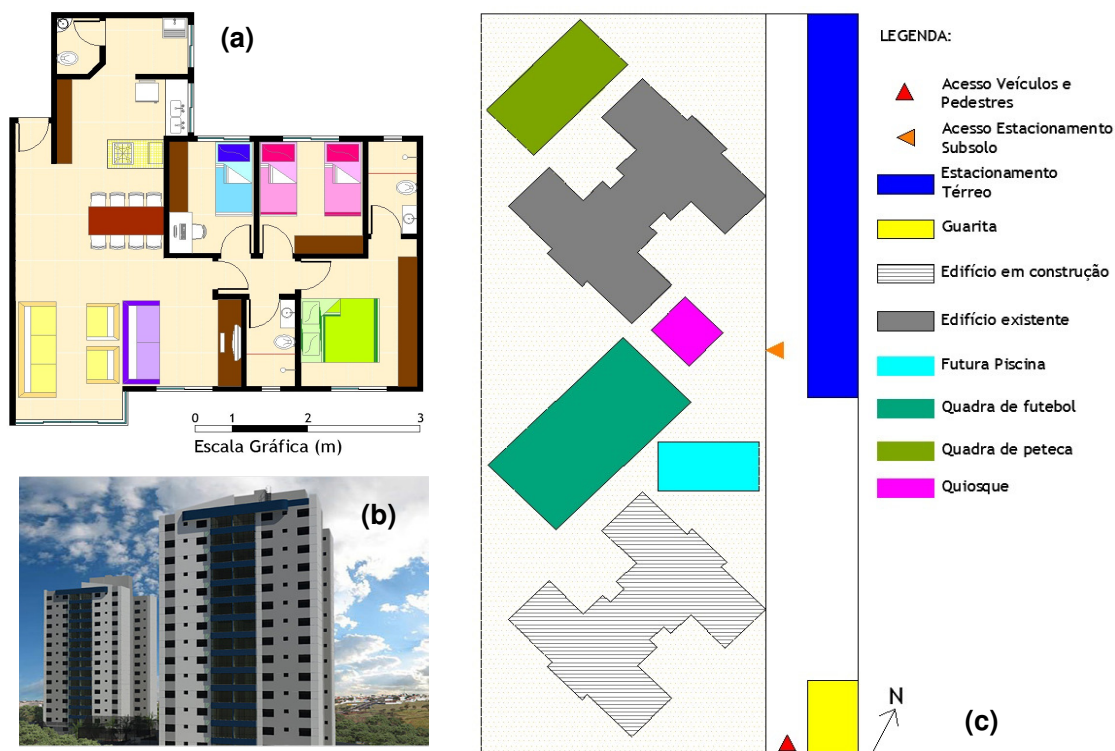 (a)
0 1 2 3
Escala Gráfica (m)
(b)
LEGENDA:
Acesso Veículos e
Pedestres
Acesso Estacionamento
Subsolo
Estacionamento
Térreo
Guarita
Edifício em construção
Edifício existente
Futura Piscina
Quadra de futebol
Quadra de peteca
Quiosque
N
(c)